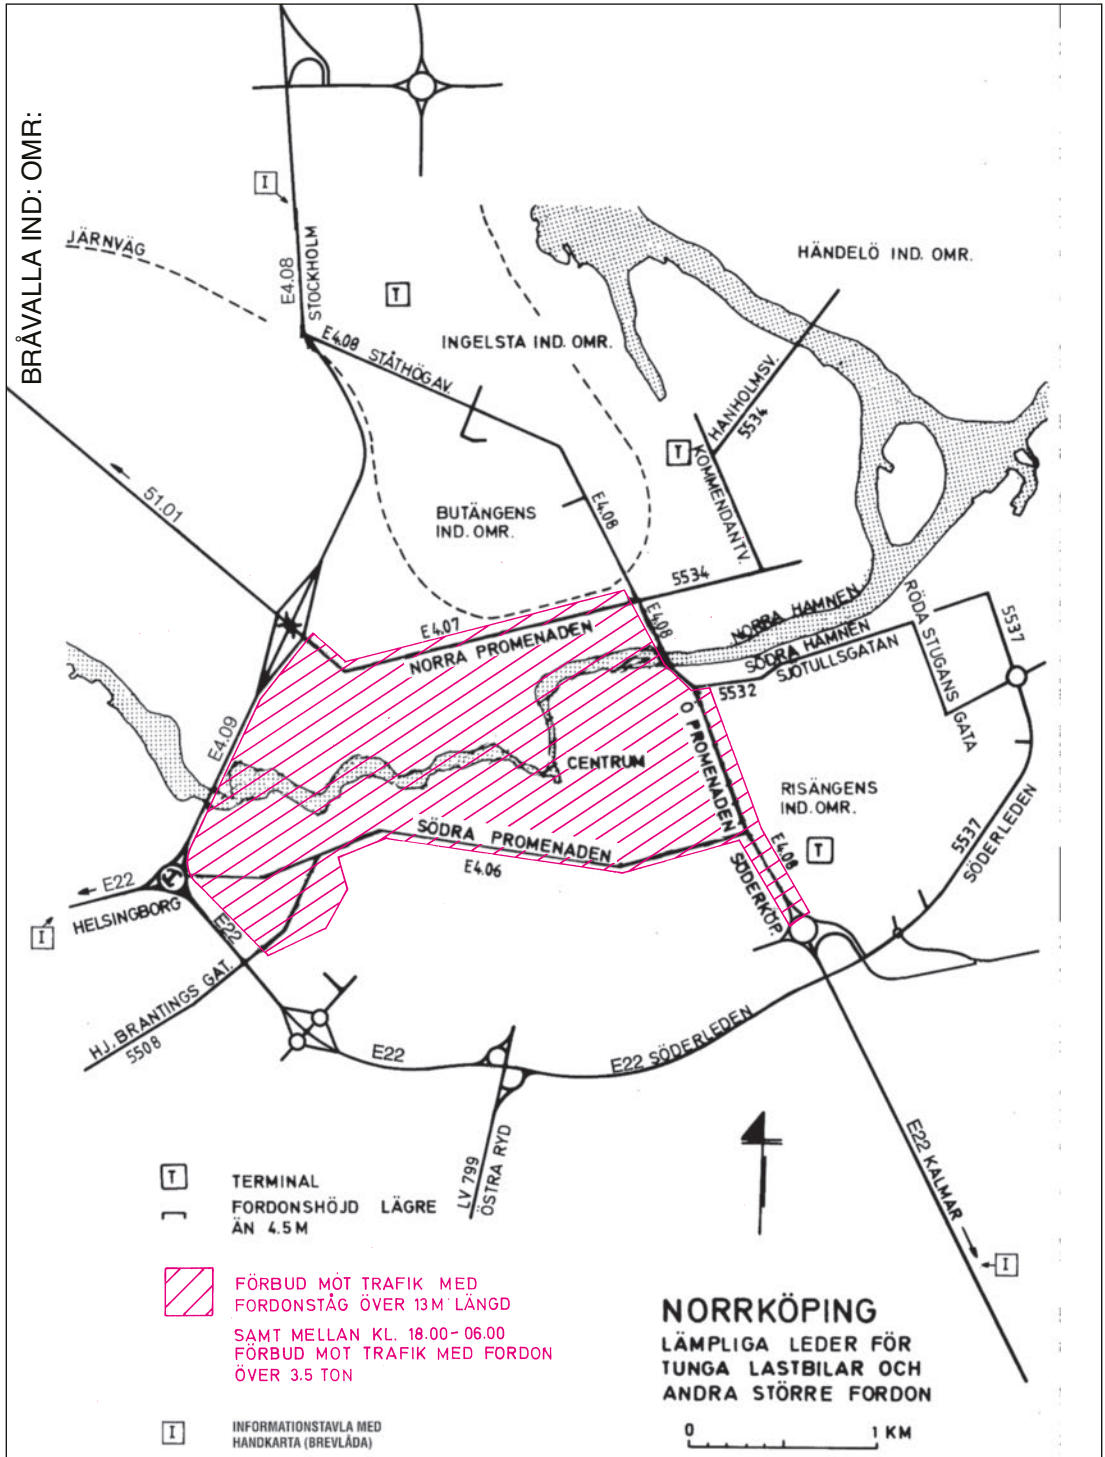 BRÅVALLA IND: OMR:
I
JÄRNVÄG
E4.08
STOCKHOLM
T
HÄNDELÖ IND. OMR.
E4.08
STÅTHÖGAV.
INGELSTA IND. OMR.
HANHOLMSV.
5534
T
KOMMENDANTV.
51.01
BUTÄNGENS
IND. OMR.
E4.08
5534
E4.07
NORRA PROMENADEN
E4.08
NORRA HAMNEN
SÖDRA HAMNEN
SJÖTULLSGATAN
5532
RÖDA STUGANS GATA
5537
E4.09
CENTRUM
Ö PROMENADEN
RISÄNGENS
IND. OMR.
T
E4.08
5537
SÖDERLEDEN
SÖDRA PROMENADEN
E4.06
SÖDERKÖP.
E22
HELSINGBORG
I
E22
HJ. BRANTINGS GAT.
5508
E22
E22 SÖDERLEDEN
LV 799
ÖSTRA RYD
E22 KALMAR
I
T
TERMINAL
FORDONSHÖJD LÄGRE
ÄN 4.5 M
FÖRBUD MOT TRAFIK MED
FORDONSTÅG ÖVER 13 M LÄNGD
SAMT MELLAN KL. 18.00-06.00
FÖRBUD MOT TRAFIK MED FORDON
ÖVER 3.5 TON
I
INFORMATIONSTAVLA MED
HANDKARTA (BREVLÅDA)
NORRKÖPING
LÄMPLIGA LEDER FÖR
TUNGA LASTBILAR OCH
ANDRA STÖRRE FORDON
0 1 KM